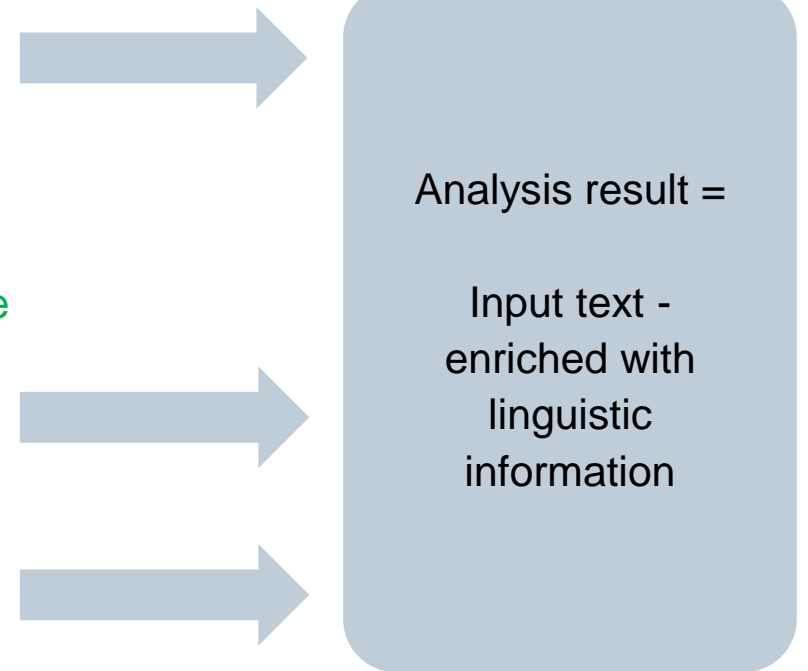 Analysis result =
e
Input text -
enriched with
linguistic
information